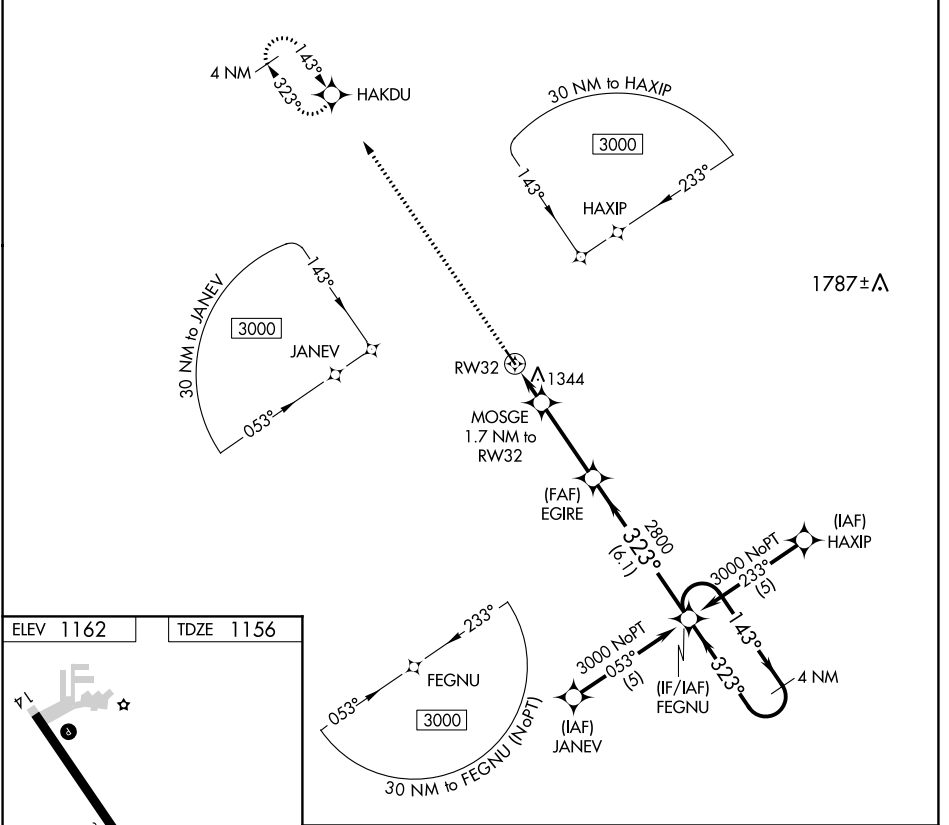 143°
4 NM
323°
HAKDU
30 NM to HAXIP
3000
143°
233°
HAXIP
1787±
30 NM to JANEV
143°
3000
JANEV
053°
RW32
1344
MOSGE
1.7 NM to
RW32
(FAF)
EGIRE
2800
323°
(6.1)
(IAF)
HAXIP
3000 NoPT
233°
(5)
143°
323°
4 NM
3000 NoPT
053°
(5)
(IF/IAF)
FEGNU
(IAF)
JANEV
233°
053°
FEGNU
3000
30 NM to FEGNU (NoPT)
ELEV 1162
TDZE 1156
14
P